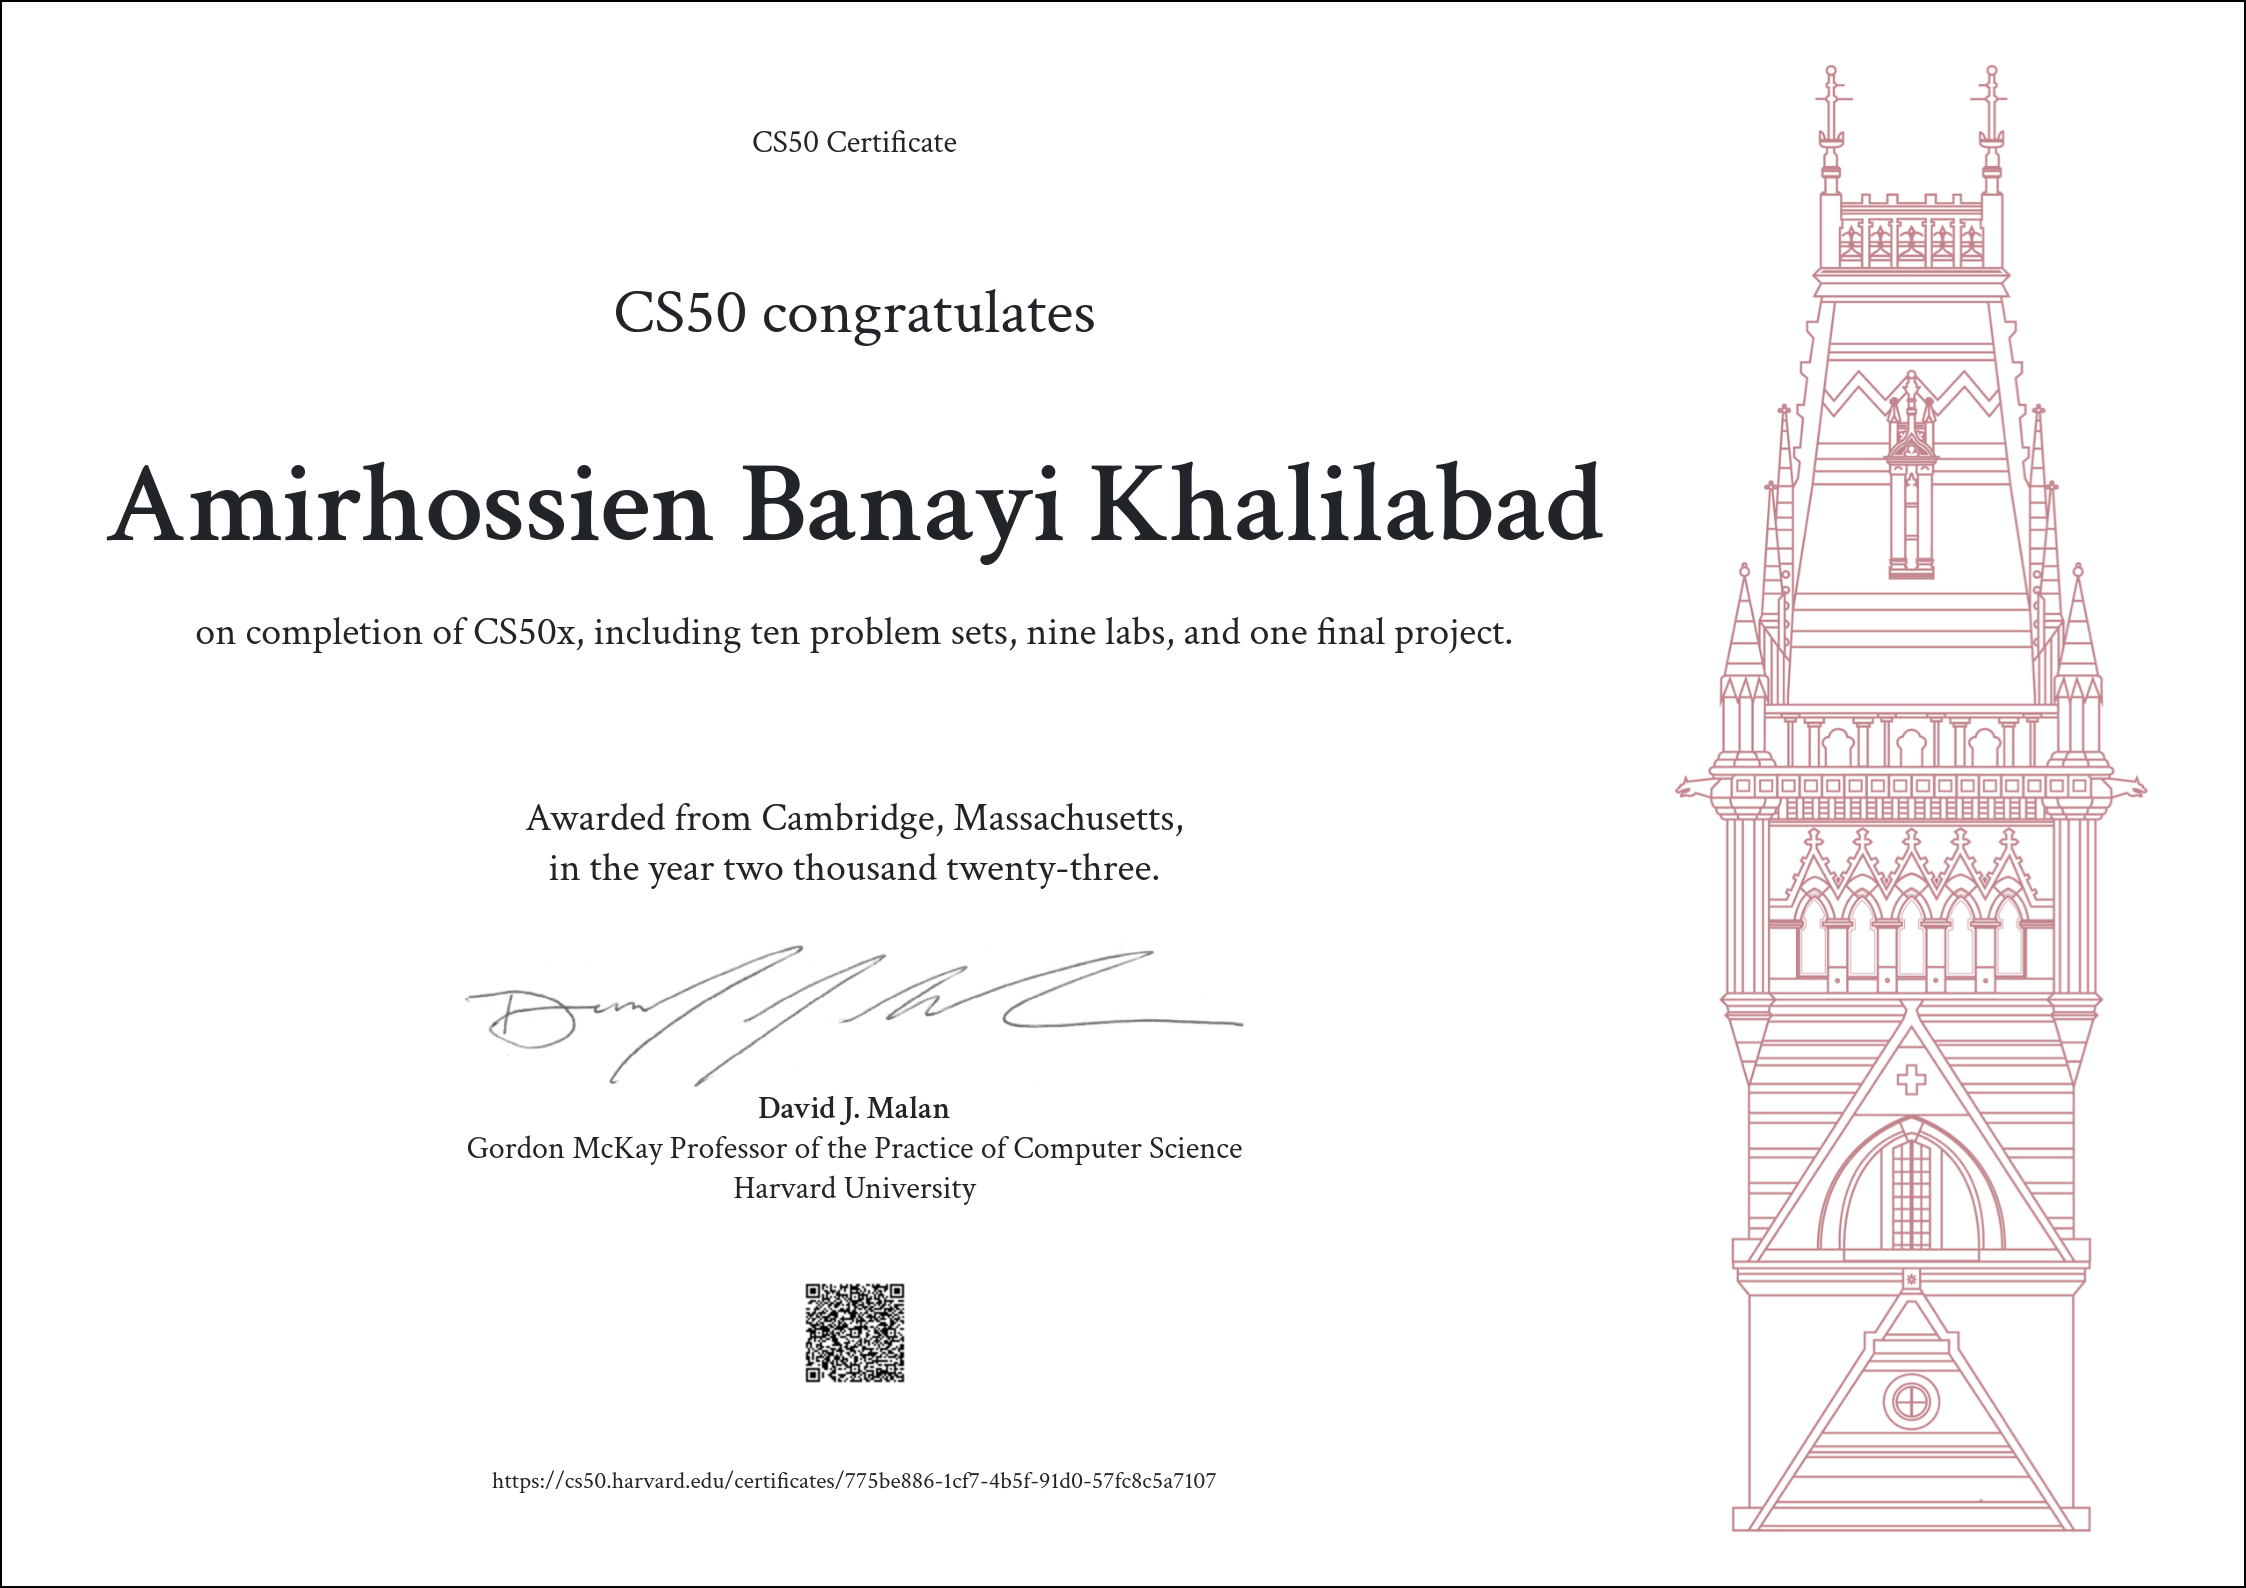 CS50 Certificate
CS50 congratulates
Amirhossien Banayi Khalilabad
on completion of CS50x, including ten problem sets, nine labs, and one final project.
Awarded from Cambridge, Massachusetts,
in the year two thousand twenty-three.
David J. Malan
Gordon McKay Professor of the Practice of Computer Science
Harvard University
https://cs50.harvard.edu/certificates/775be886-1cf7-4b5f-91d0-57fc8c5a7107